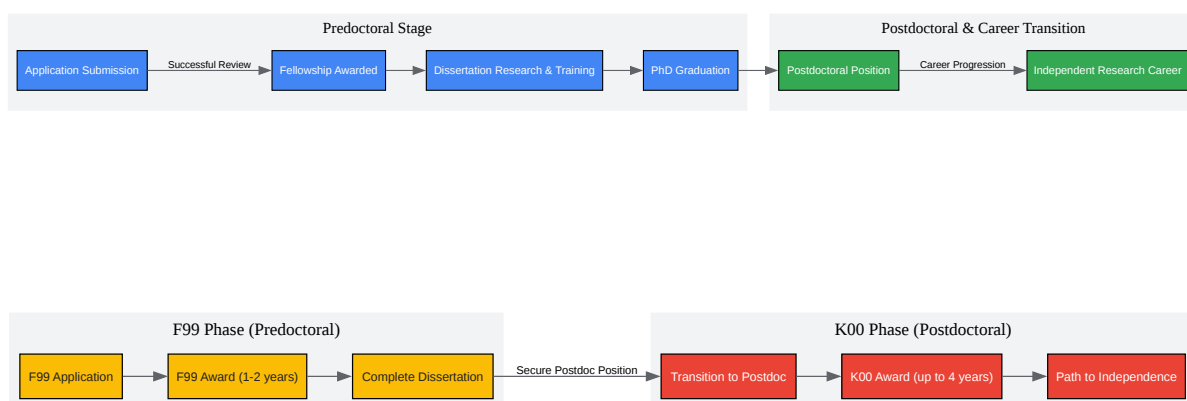 Predoctoral Stage
Postdoctoral & Career Transition
Application Submission
Successful Review
Fellowship Awarded
Dissertation Research & Training
PhD Graduation
Postdoctoral Position
Career Progression
Independent Research Career
F99 Phase (Predoctoral)
K00 Phase (Postdoctoral)
F99 Application
F99 Award (1-2 years)
Complete Dissertation
Secure Postdoc Position
Transition to Postdoc
K00 Award (up to 4 years)
Path to Independence